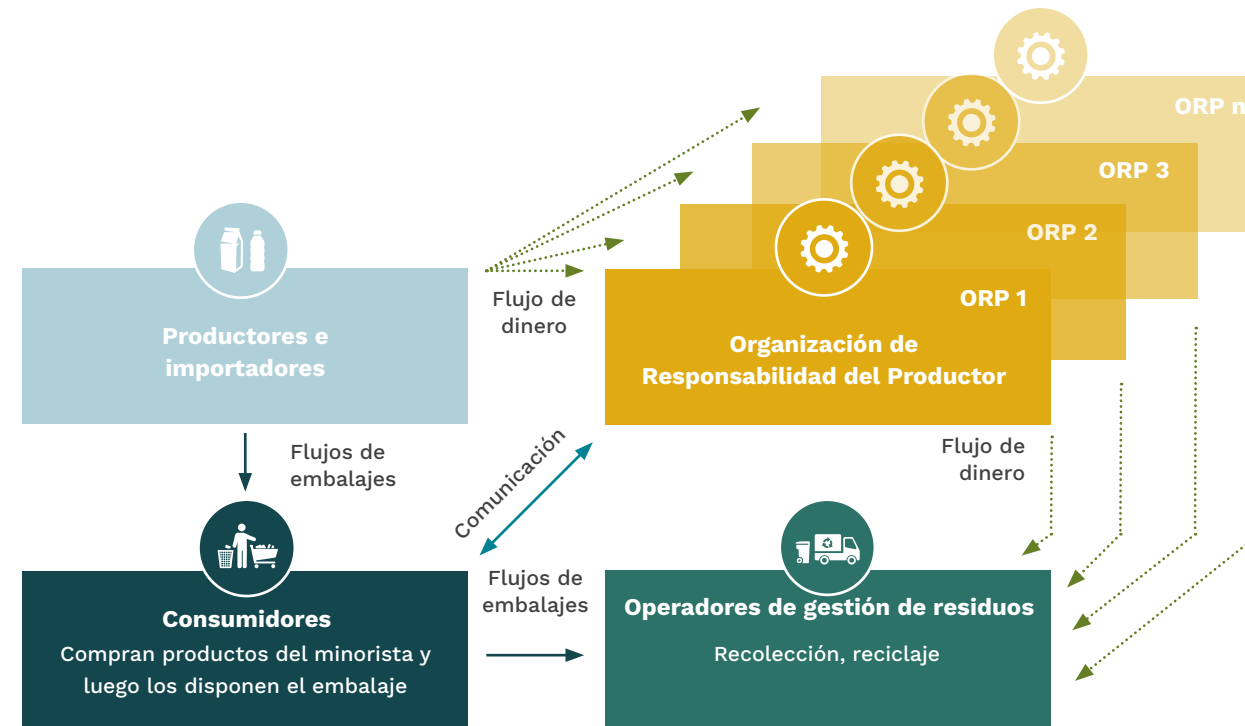 ORP n
ORP 3
ORP 2
ORP 1
Productores e
importadores
Flujo de
dinero
Organización de
Responsabilidad del Productor
Flujos de
embalajes
Comunicación
Flujo de
dinero
Consumidores
Compran productos del minorista y
luego los disponen el embalaje
Flujos de
embalajes
Operadores de gestión de residuos
Recolección, reciclaje